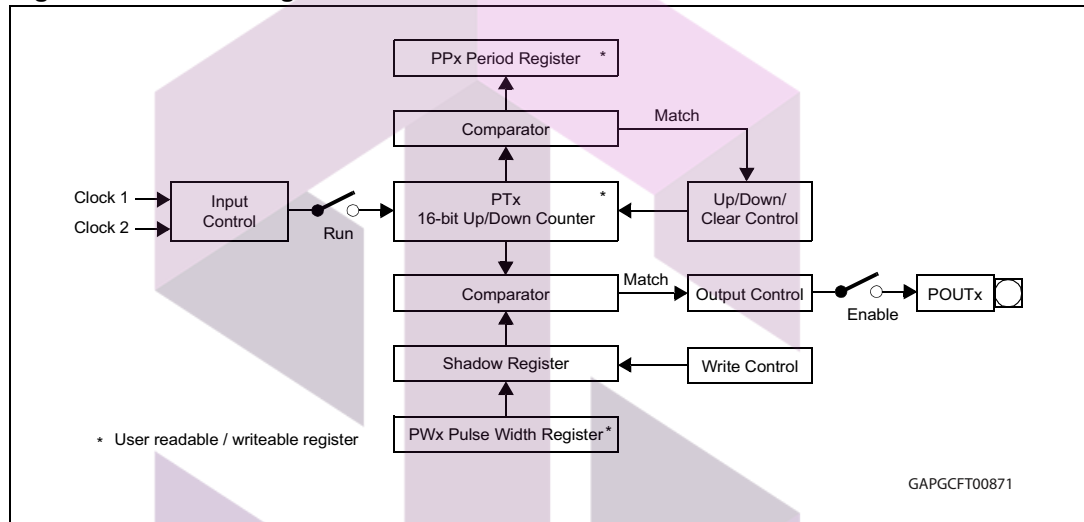 PPx Period Register *
Comparator
Match
Clock 1
Clock 2
Input
Control
Run
PTx *
16-bit Up/Down Counter
Up/Down/
Clear Control
Comparator
Match
Output Control
Enable
POUTx
Shadow Register
Write Control
PWx Pulse Width Register *
* User readable / writeable register
GAPGCFT00871